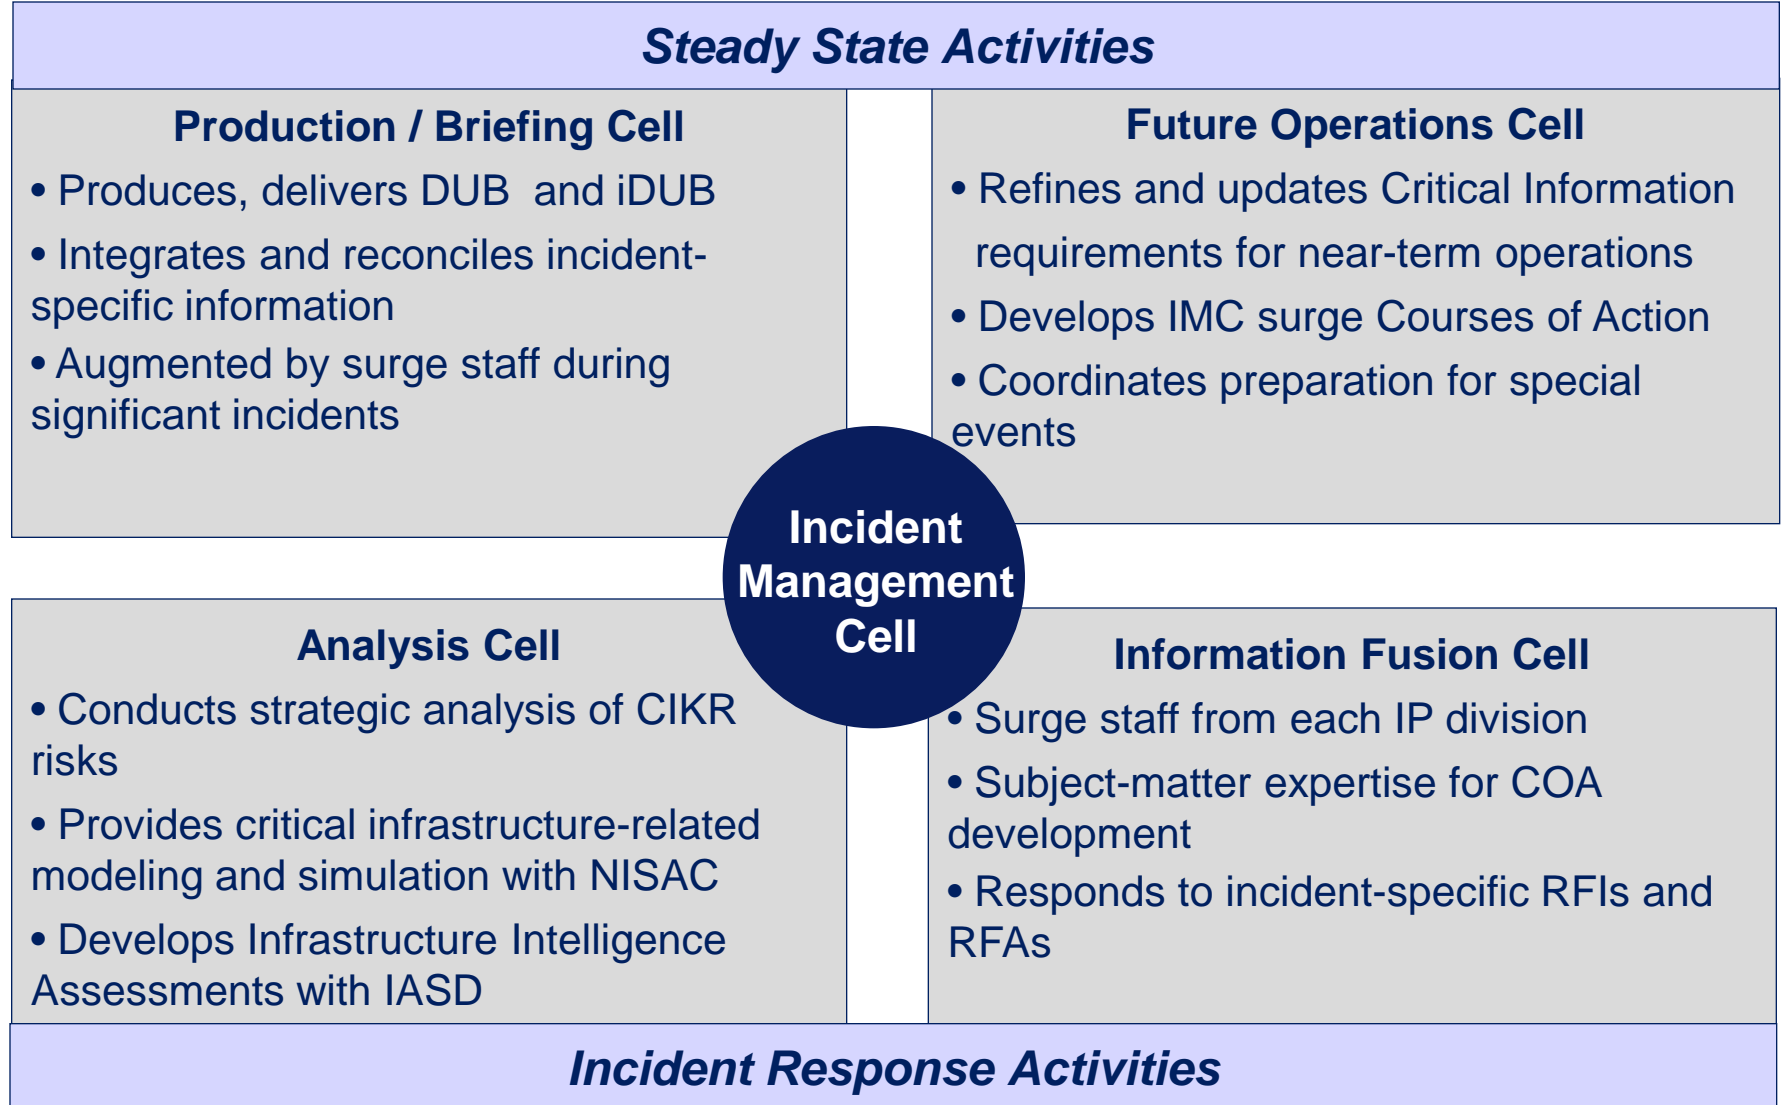 Steady State Activities
Production / Briefing Cell
• Produces, delivers DUB  and iDUB
• Integrates and reconciles incident-
specific information
• Augmented by surge staff during
significant incidents
Future Operations Cell
• Refines and updates Critical Information
requirements for near-term operations
• Develops IMC surge Courses of Action
• Coordinates preparation for special
events
Incident
Management
Cell
Analysis Cell
• Conducts strategic analysis of CIKR
risks
• Provides critical infrastructure-related
modeling and simulation with NISAC
• Develops Infrastructure Intelligence
Assessments with IASD
Information Fusion Cell
• Surge staff from each IP division
• Subject-matter expertise for COA
development
• Responds to incident-specific RFIs and
RFAs
Incident Response Activities